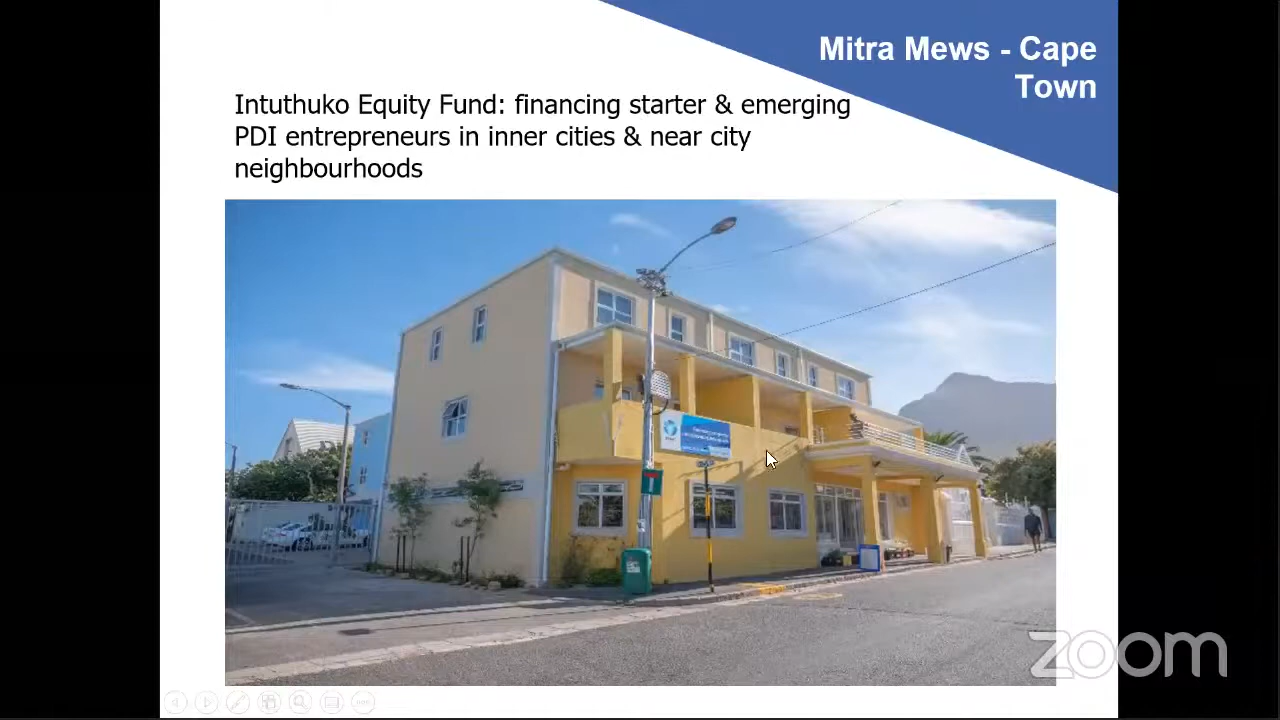 Mitra Mews - Cape
Town
Intuthuko Equity Fund: financing starter & emerging
PDI entrepreneurs in inner cities & near city
neighbourhoods
zoom